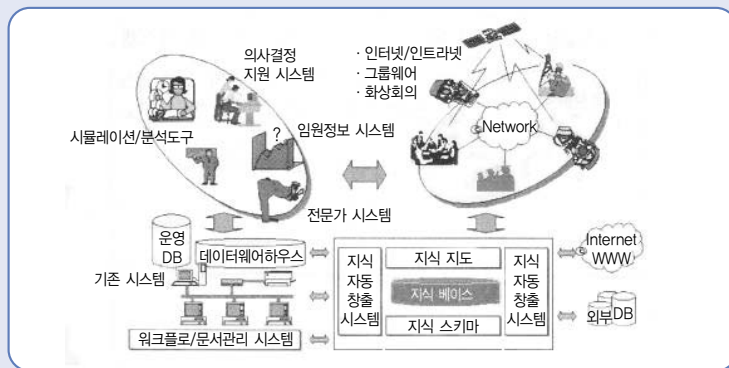 의사결정
지원 시스템
· 인터넷/인트라넷
· 그룹웨어
· 화상회의
시뮬레이션/분석도구
?
임원정보 시스템
Network
전문가 시스템
운영
DB
데이터웨어하우스
기존 시스템
워크플로/문서관리 시스템
지식
자동
창출
시스템
지식 지도
지식 베이스
지식 스키마
지식
자동
창출
시스템
Internet
WWW
외부DB